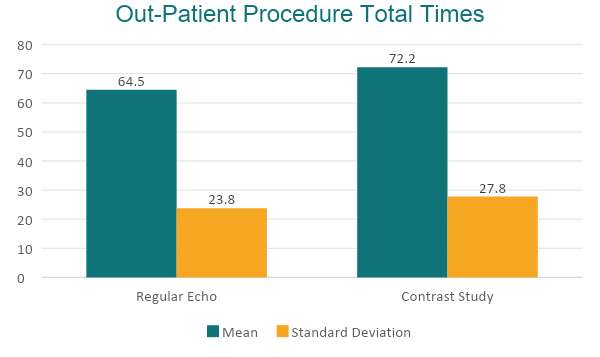 Out-Patient Procedure Total Times
80
70
60
50
40
30
20
10
0
64.5
23.8
72.2
27.8
Regular Echo
Contrast Study
Mean
Standard Deviation